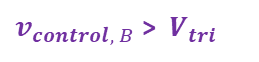 v_control, B > V_tri